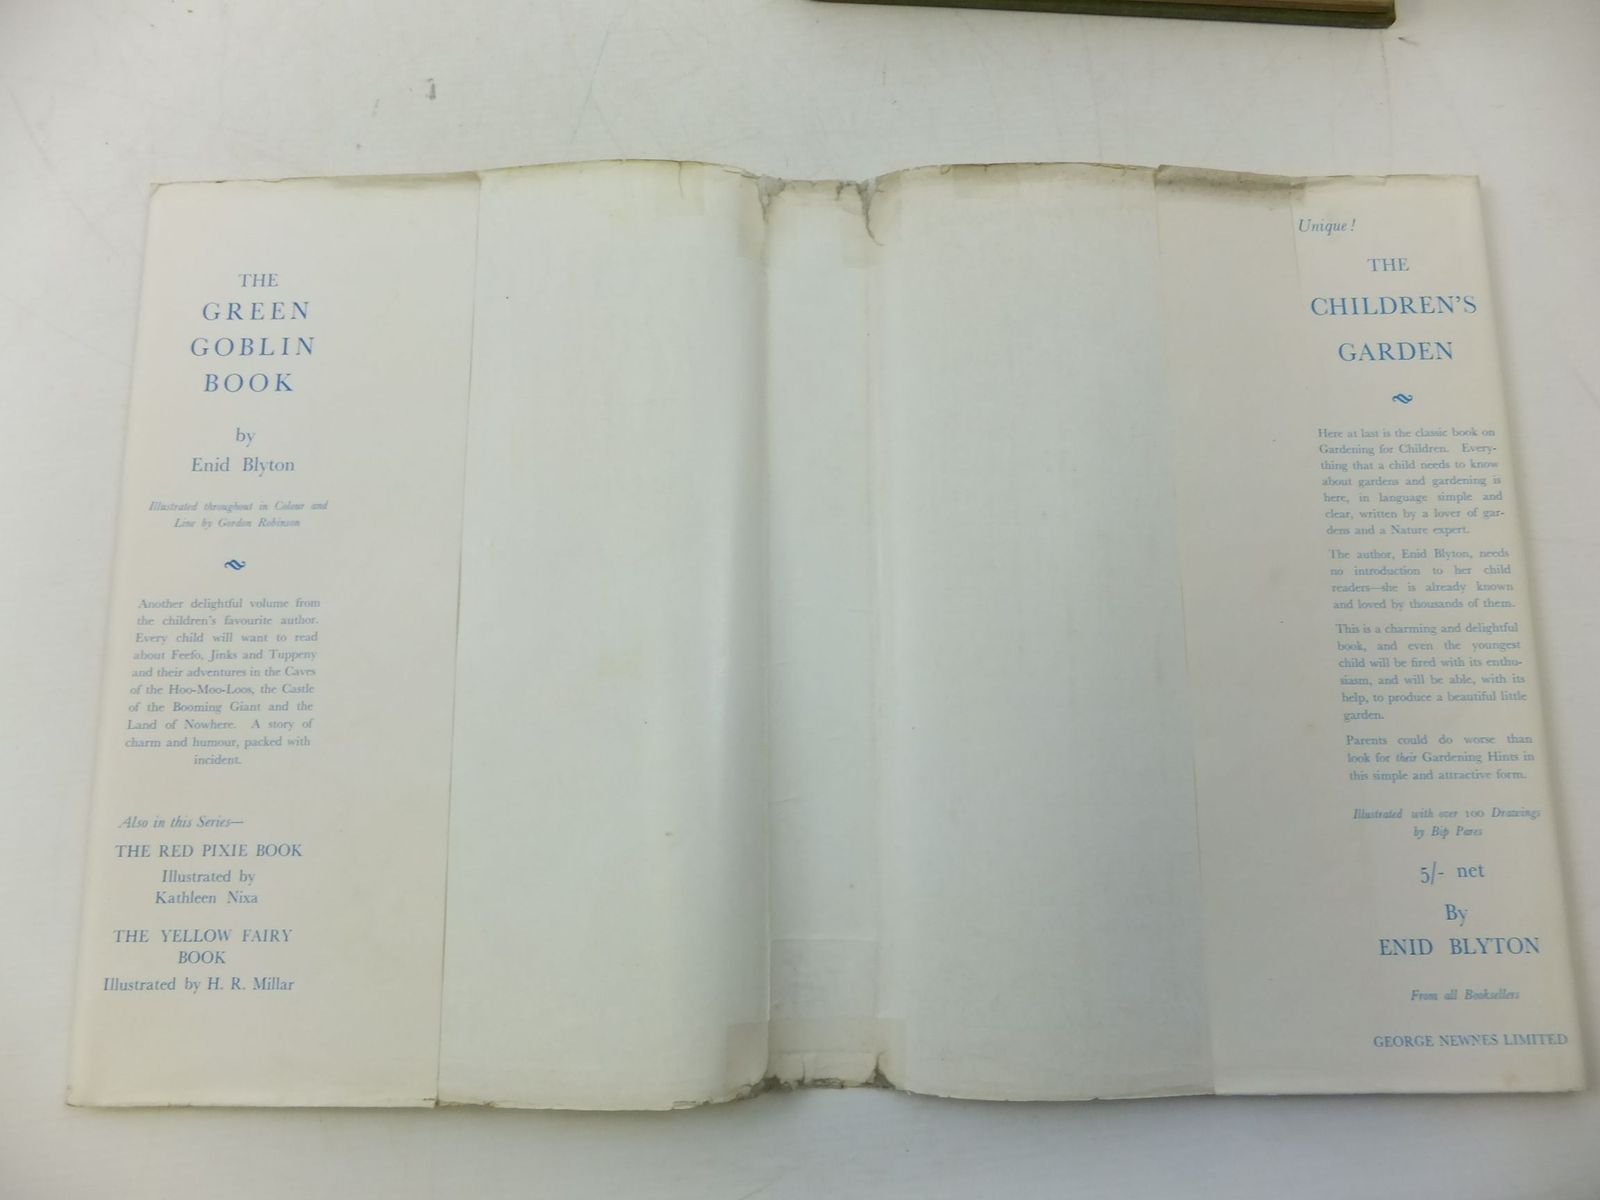 THE
GREEN
GOBLIN
BOOK
by
Enid Blyton
Illustrated throughout in Colour and
Line by Gordon Robinson
Another delightful volume from
the children's favourite author.
Every child will want to read
about Feefo, Jinks and Tuppeny
and their adventures in the Caves
of the Hoo-Moo-Loos, the Castle
of the Booming Giant and the
Land of Nowhere. A story of
charm and humour, packed with
incident.
Also in this Series—
THE RED PIXIE BOOK
Illustrated by
Kathleen Nixa
THE YELLOW FAIRY
BOOK
Illustrated by H. R. Millar
Unique!
THE
CHILDREN'S
GARDEN
Here at last is the classic book on
Gardening for Children. Every-
thing that a child needs to know
about gardens and gardening is
here, in language simple and
clear, written by a lover of gar-
dens and a Nature expert.
The author, Enid Blyton, needs
no introduction to her child
readers—she is already known
and loved by thousands of them.
This is a charming and delightful
book, and even the youngest
child will be fired with its enthu-
siasm, and will be able, with its
help, to produce a beautiful little
garden.
Parents could do worse than
look for their Gardening Hints in
this simple and attractive form.
Illustrated with over 100 Drawings
by Bip Pares
5/- net
By
ENID BLYTON
From all Booksellers
GEORGE NEWNES LIMITED